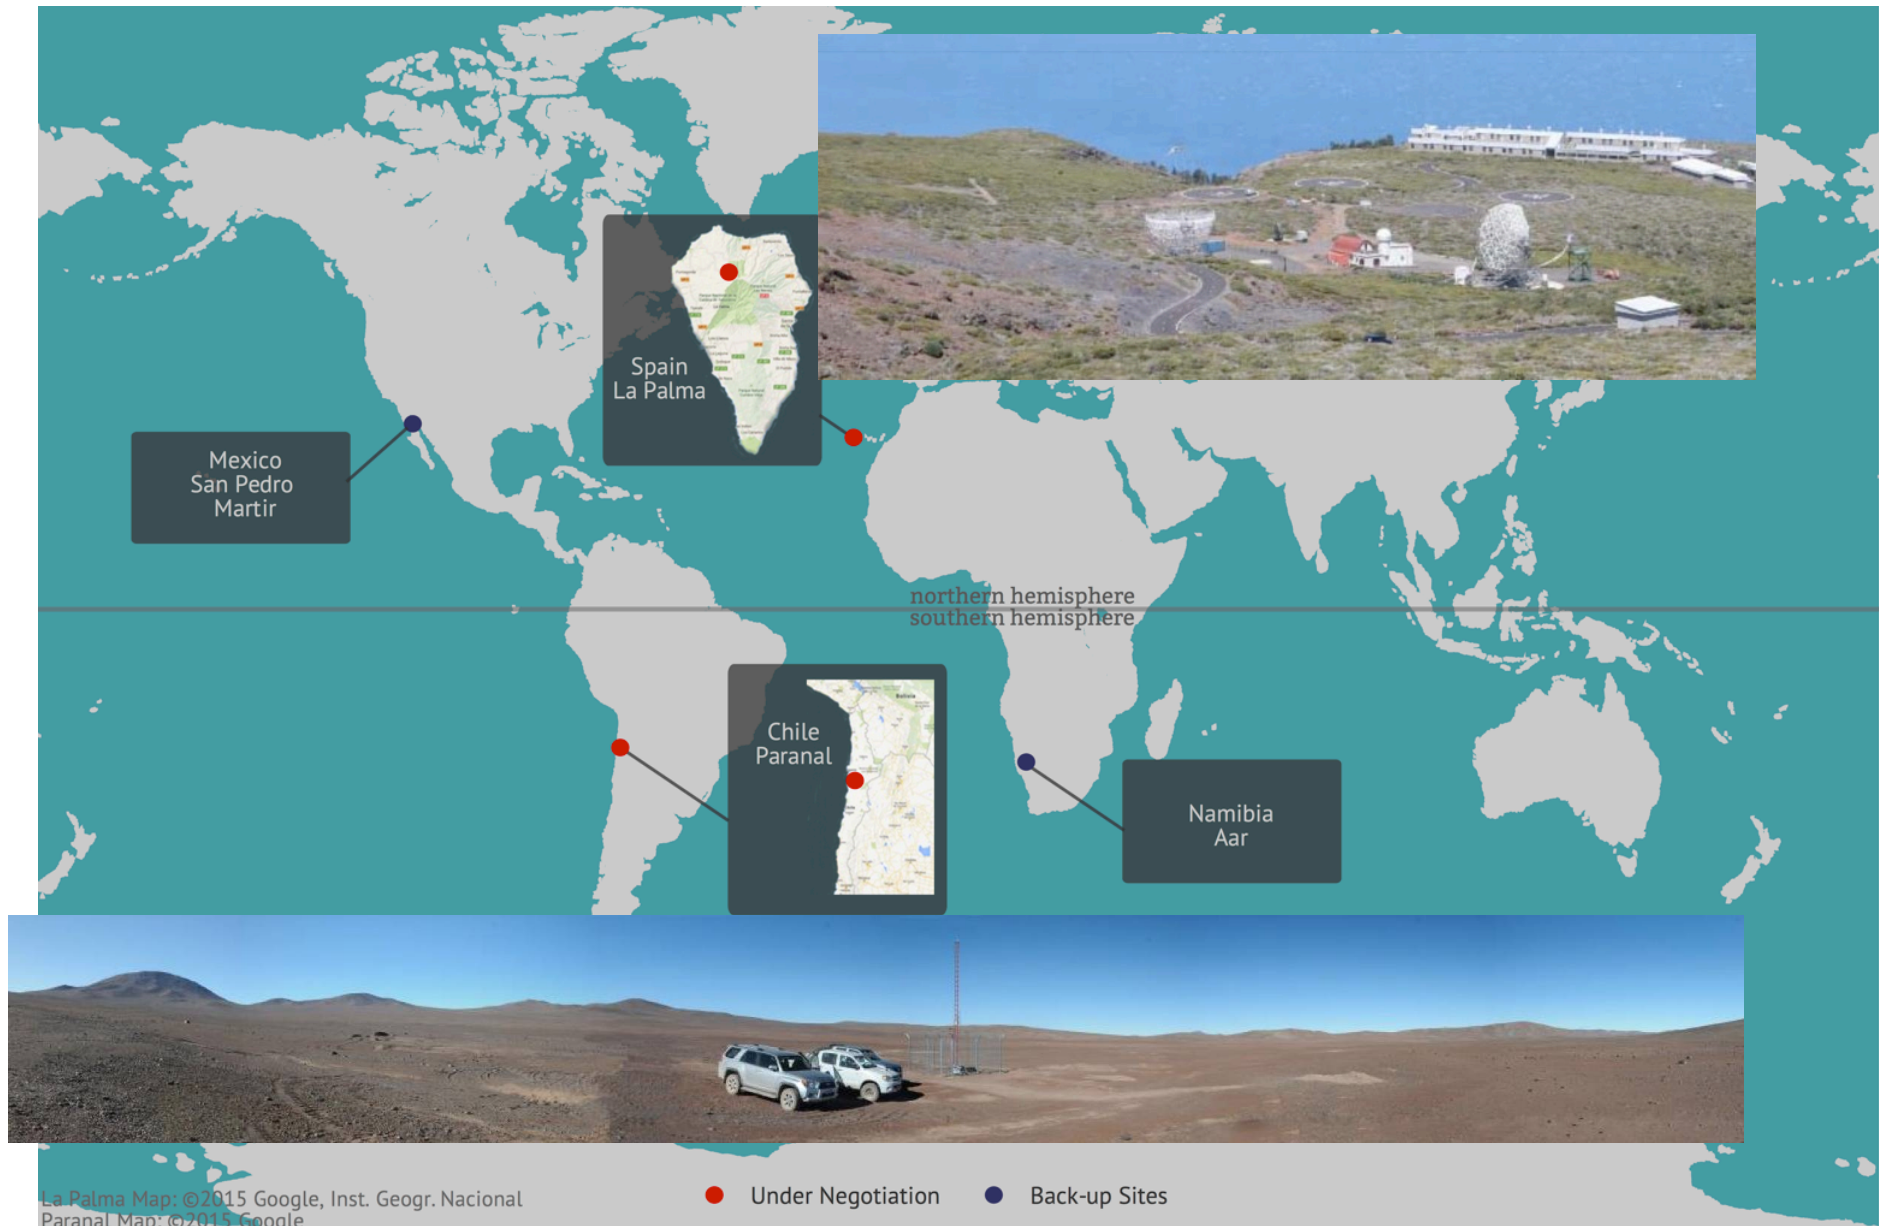 Spain
La Palma
Mexico
San Pedro
Martir
northern hemisphere
southern hemisphere
Chile
Paranal
Bolivia
Namibia
Aar
Under Negotiation
Back-up Sites
La Palma Map: ©2015 Google, Inst. Geogr. Nacional
Paranal Map: ©2015 Google